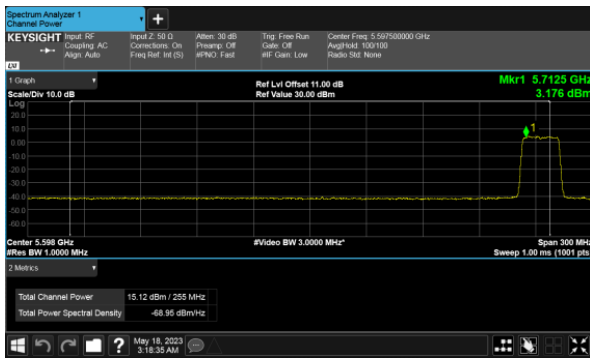 Spectrum Analyzer 1
Channel Power
KEYSIGHT
Input: RF
Coupling: AC
Align: Auto
Input Z: 50 Ω
Corrections: On
Freq Ref: Int (S)
Atten: 30 dB
Preamp: Off
#PNO: Fast
Trig: Free Run
Gate: Off
#IF Gain: Low
Center Freq: 5.597500000 GHz
Avg|Hold: 100/100
Radio Std: None
LXI
1 Graph
Scale/Div 10.0 dB
Ref Lvl Offset 11.00 dB
Ref Value 30.00 dBm
Mkr1 5.7125 GHz
3.176 dBm
Log
20.0
10.0
0.00
-10.0
-20.0
-30.0
-40.0
-50.0
-60.0
1
Center 5.598 GHz
#Res BW 1.0000 MHz
#Video BW 3.0000 MHz*
Span 300 MHz
Sweep 1.00 ms (1001 pts)
2 Metrics
Total Channel Power 15.12 dBm / 255 MHz
Total Power Spectral Density -68.95 dBm/Hz
?
May 18, 2023
3:18:35 AM